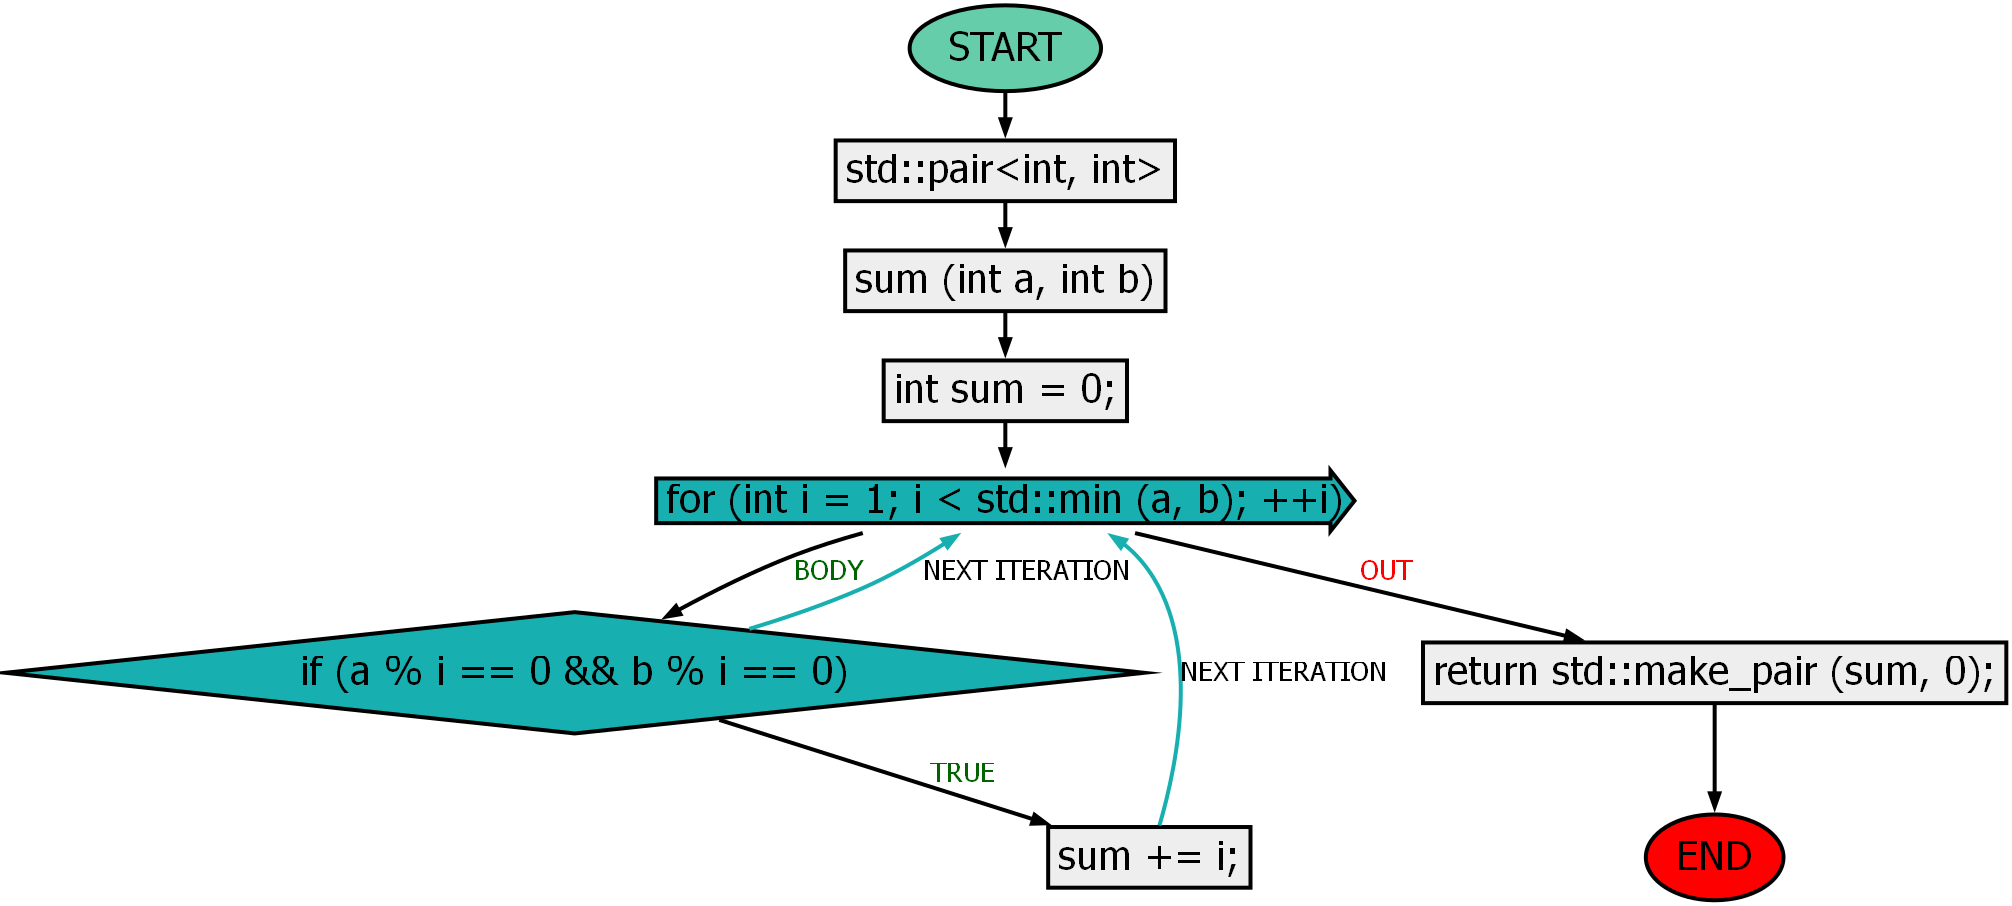 START
std::pair<int, int>
sum (int a, int b)
int sum = 0;
for (int i = 1; i < std::min (a, b); ++i)
BODY
NEXT ITERATION
OUT
if (a % i == 0 && b % i == 0)
NEXT ITERATION
return std::make_pair (sum, 0);
TRUE
sum += i;
END